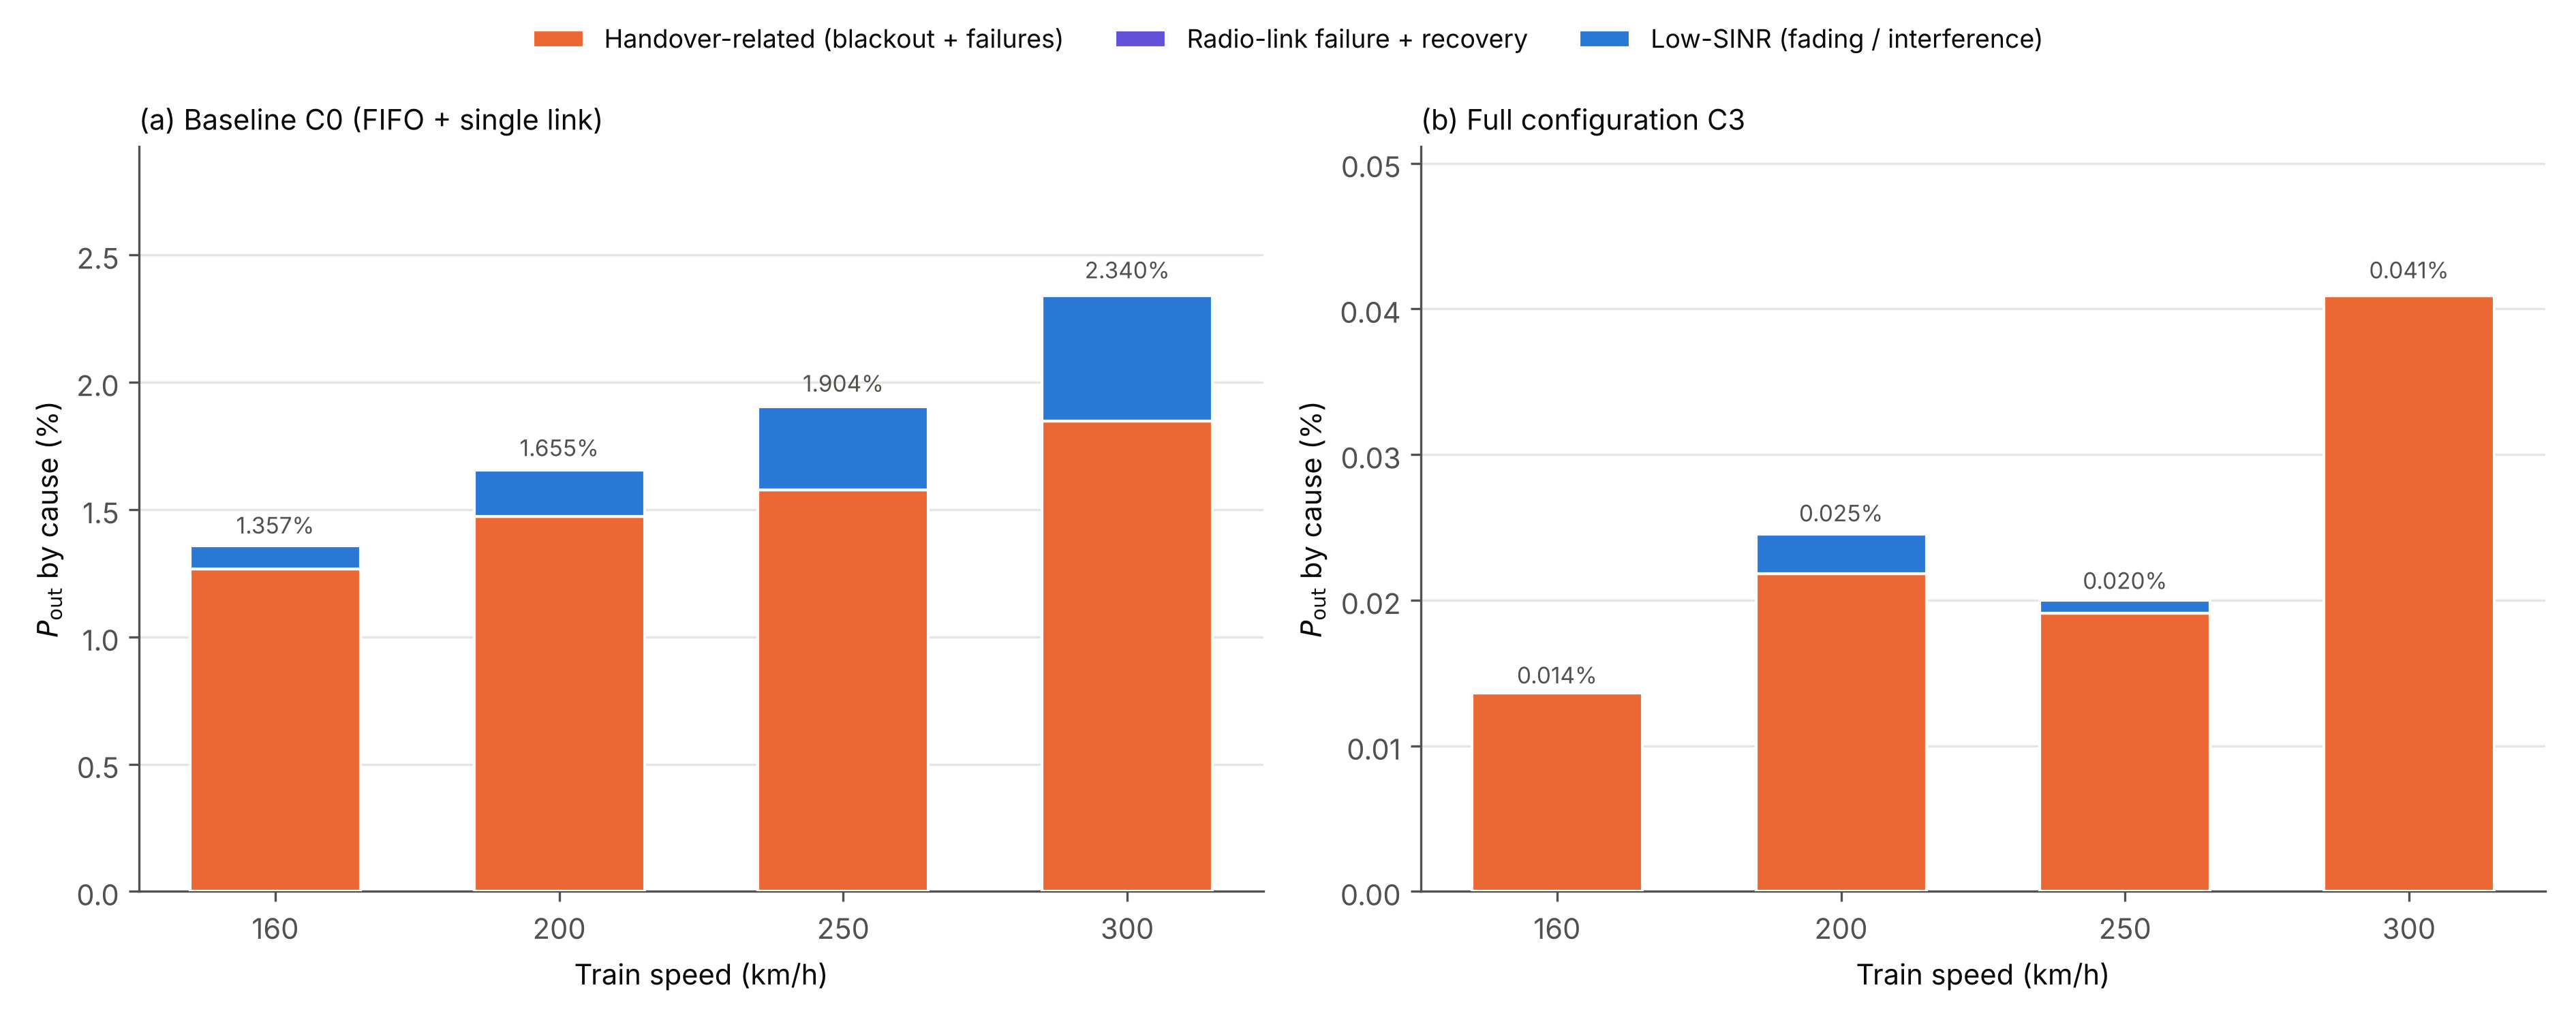 Handover-related (blackout + failures) Radio-link failure + recovery Low-SINR (fading / interference)
(a) Baseline C0 (FIFO + single link)
P_out by cause (%)
2.5
2.0
1.5
1.0
0.5
0.0
1.357%
1.655%
1.904%
2.340%
160 200 250 300
Train speed (km/h)
(b) Full configuration C3
P_out by cause (%)
0.05
0.04
0.03
0.02
0.01
0.00
0.014%
0.025%
0.020%
0.041%
160 200 250 300
Train speed (km/h)